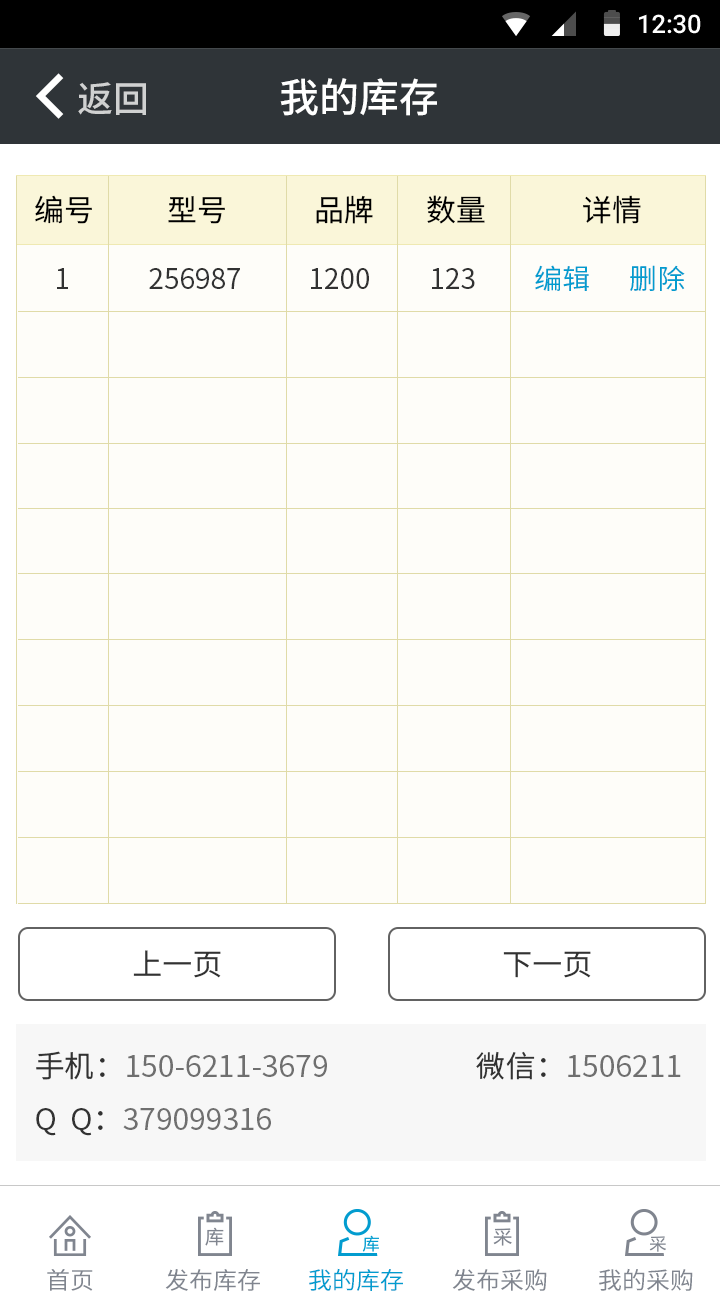 12:30
返回 我的库存
编号 型号 品牌 数量 详情
1 256987 1200 123 编辑 删除
上一页 下一页
手机：150-6211-3679 微信：1506211
Q Q：379099316
库 库 采 采
首页 发布库存 我的库存 发布采购 我的采购